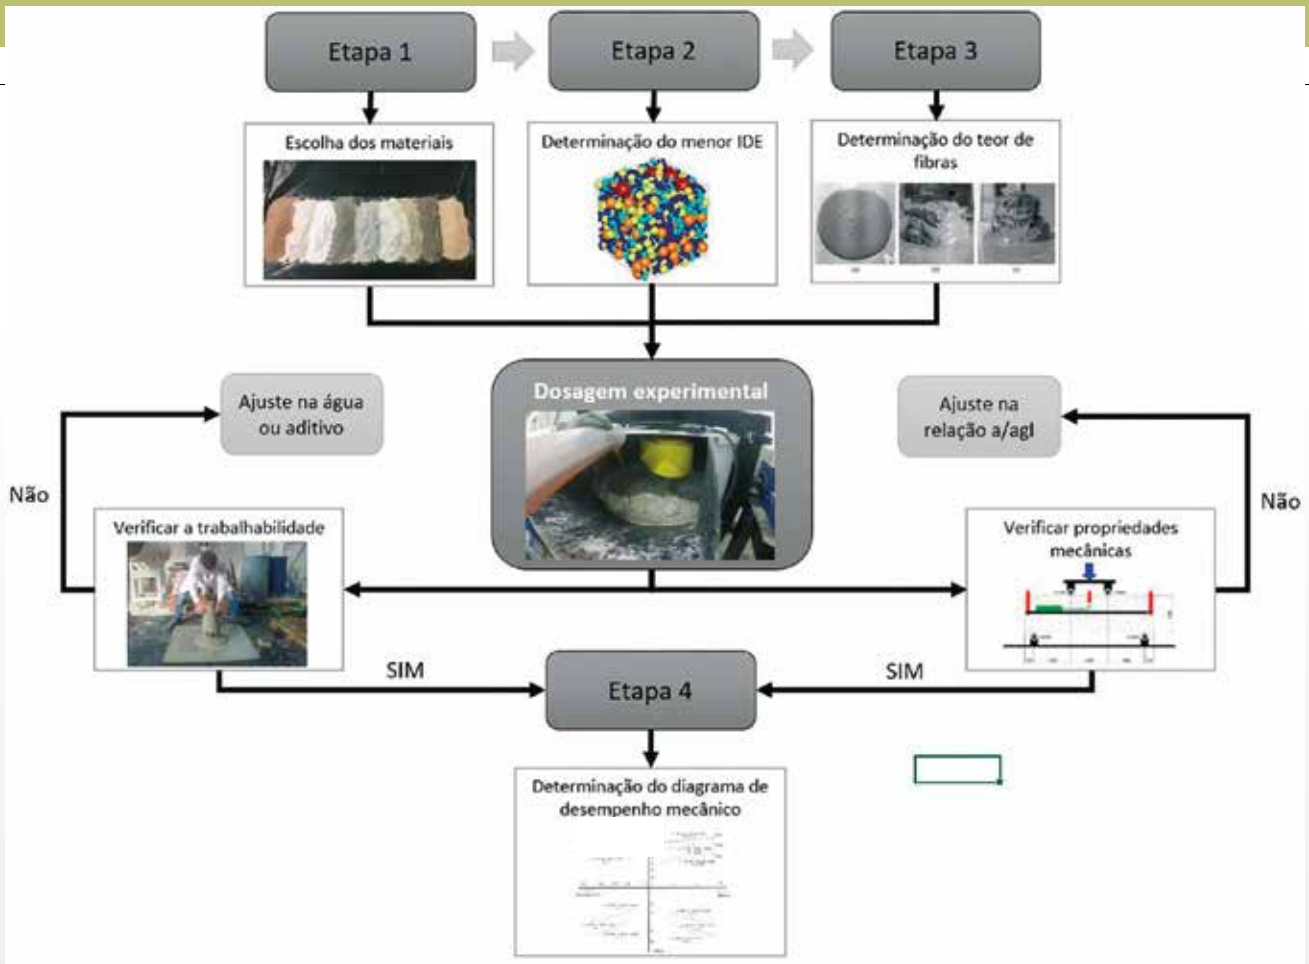 Etapa 1
Etapa 2
Etapa 3
Escolha dos materiais
Determinação do menor IDE
Determinação do teor de
fibras
Dosagem experimental
Ajuste na água
ou aditivo
Ajuste na
relação a/agl
Não
Não
Verificar a trabalhabilidade
Verificar propriedades
mecânicas
SIM
SIM
Etapa 4
Determinação do diagrama de
desempenho mecânico